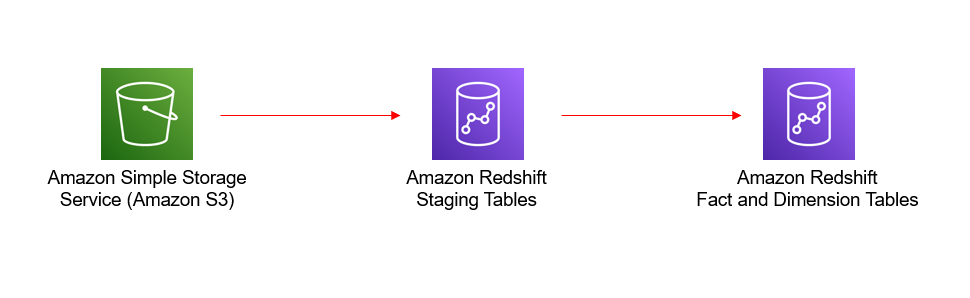 Amazon Simple Storage
Service (Amazon S3)
Amazon Redshift
Staging Tables
Amazon Redshift
Fact and Dimension Tables